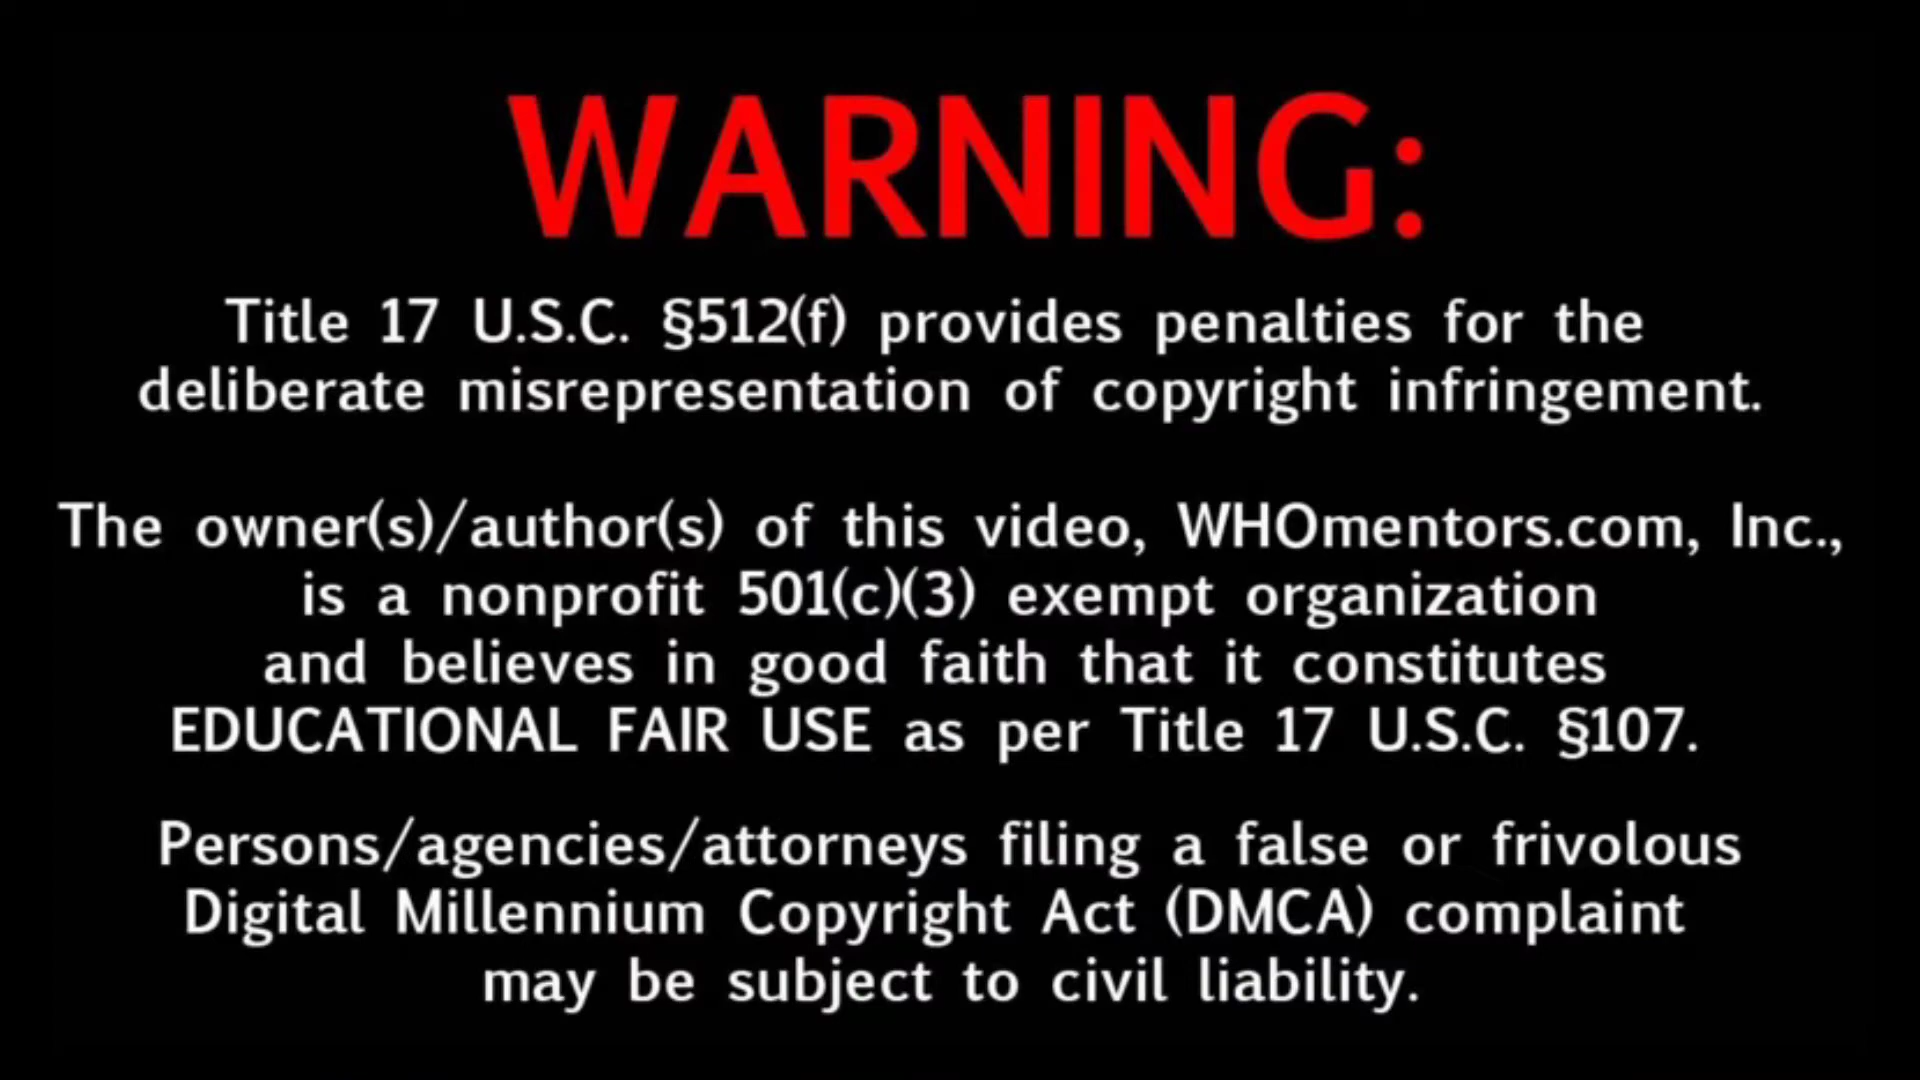 WARNING:
Title 17 U.S.C. §512(f) provides penalties for the
deliberate misrepresentation of copyright infringement.
The owner(s)/author(s) of this video, WHOmentors.com, Inc.,
is a nonprofit 501(c)(3) exempt organization
and believes in good faith that it constitutes
EDUCATIONAL FAIR USE as per Title 17 U.S.C. §107.
Persons/agencies/attorneys filing a false or frivolous
Digital Millennium Copyright Act (DMCA) complaint
may be subject to civil liability.